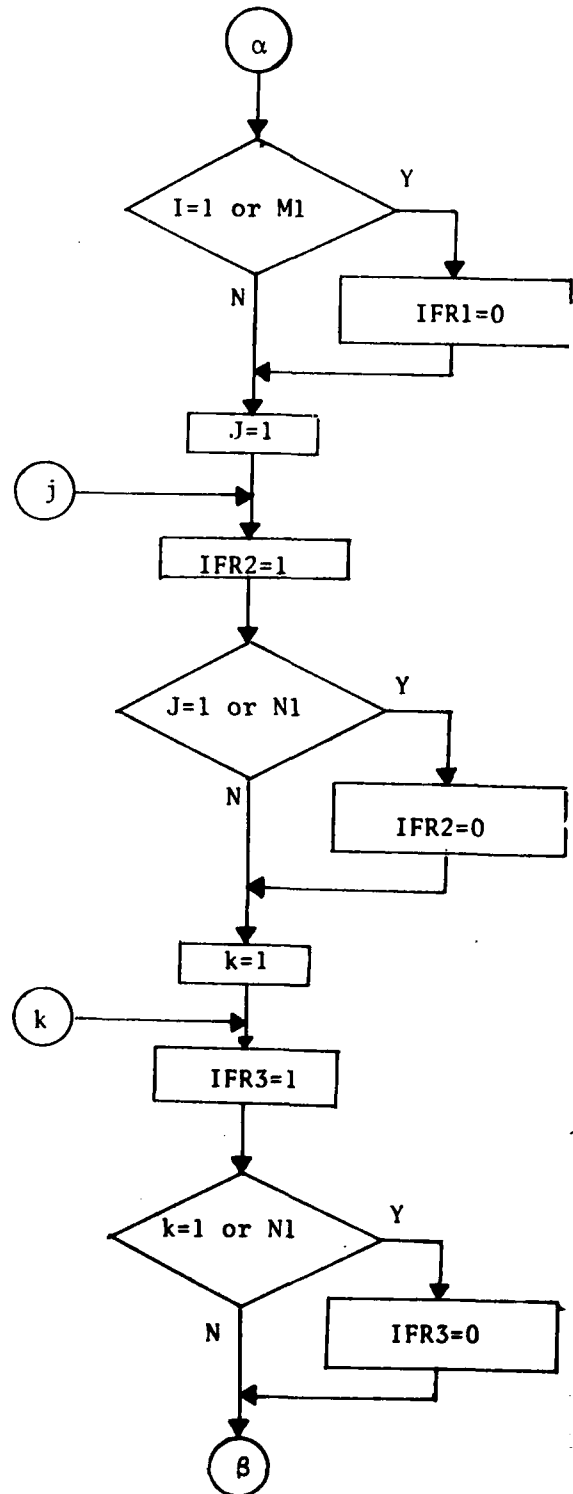 α
I=1 or M1
Y
N
IFR1=0
J=1
j
IFR2=1
J=1 or N1
Y
N
IFR2=0
k=1
k
IFR3=1
k=1 or N1
Y
N
IFR3=0
β